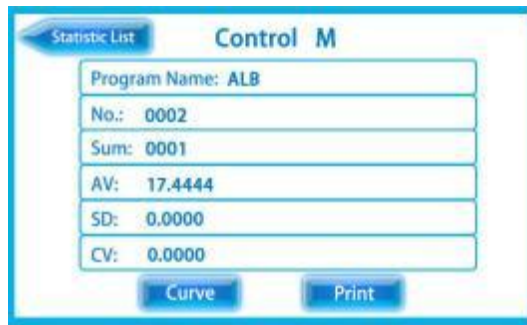 Statistic List
Control M
Program Name: ALB
No.: 0002
Sum: 0001
AV: 17.4444
SD: 0.0000
CV: 0.0000
Curve
Print